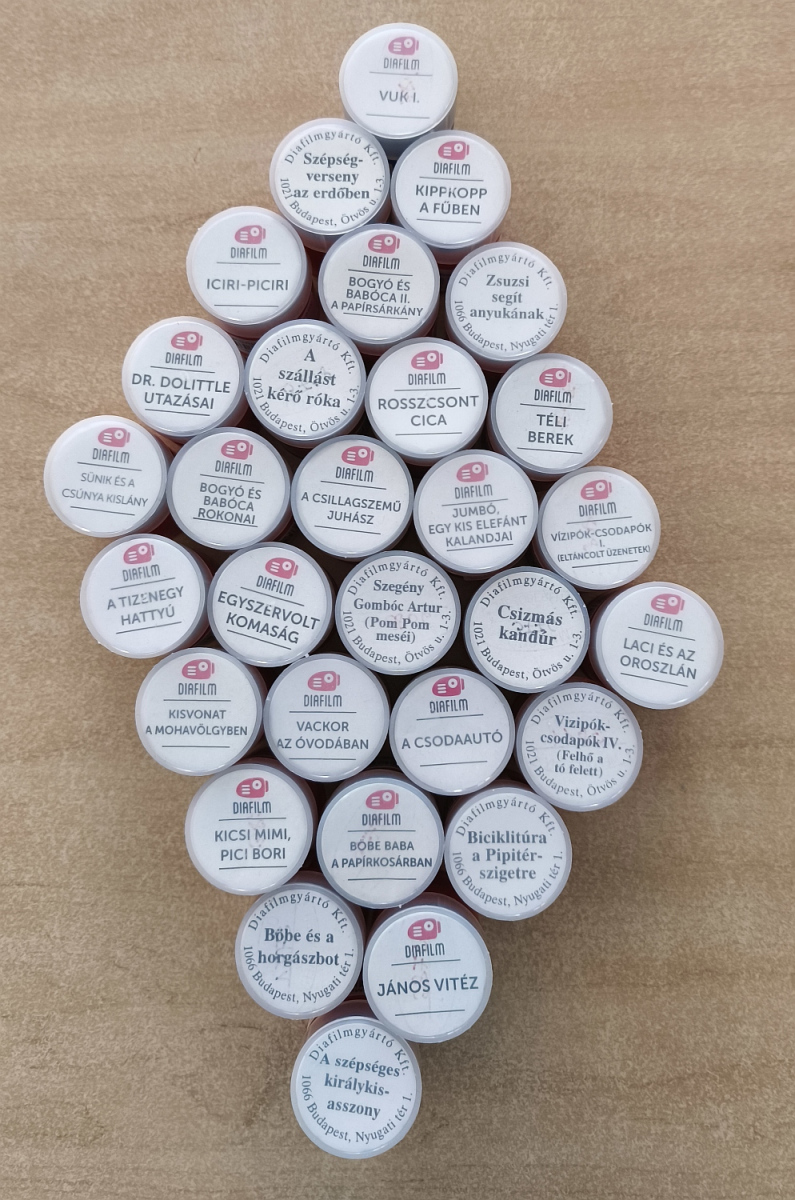 DIAFILM
VUK I.
Diafilmgyártó Kft.
Szépség-
verseny
az erdőben
1021 Budapest, Ötvös u. 1-3.
DIAFILM
KIPPKOPP
A FŰBEN
DIAFILM
ICIRI-PICIRI
DIAFILM
BOGYÓ ÉS
BABÓCA II.
A PAPÍRSÁRKÁNY
Diafilmgyártó Kft.
Zsuzsi
segít
anyukának
1066 Budapest, Nyugati tér 1.
DIAFILM
DR. DOLITTLE
UTAZÁSAI
Diafilmgyártó Kft.
A
szállást
kérő róka
1021 Budapest, Ötvös u. 1-3.
DIAFILM
ROSSZCSONT
CICA
DIAFILM
TÉLI
BEREK
DIAFILM
SÜNIK ÉS A
CSÚNYA KISLÁNY
DIAFILM
BOGYÓ ÉS
BABÓCA
ROKONAI
DIAFILM
A CSILLAGSZEMŰ
JUHÁSZ
DIAFILM
JUMBÓ,
EGY KIS ELEFÁNT
KALANDJAI
DIAFILM
VÍZIPÓK-CSODAPÓK
I.
(ELTÁNCOLT ÜZENETEK)
DIAFILM
A TIZENEGY
HATTYÚ
DIAFILM
EGYSZERVOLT
KOMASÁG
Diafilmgyártó Kft.
Szegény
Gombóc Artur
(Pom Pom
meséi)
1021 Budapest, Ötvös u. 1-3.
Diafilmgyártó Kft.
Csizmás
kandúr
1021 Budapest, Ötvös u. 1-3.
DIAFILM
LACI ÉS AZ
OROSZLÁN
DIAFILM
KISVONAT
A MOHAVÖLGYBEN
DIAFILM
VACKOR
AZ ÓVODÁBAN
DIAFILM
A CSODAAUTÓ
Diafilmgyártó Kft.
Vizipók-
csodapók IV.
(Felhő a
tó felett)
1021 Budapest, Ötvös u. 1-3.
DIAFILM
KICSI MIMI,
PICI BORI
DIAFILM
BÖBE BABA
A PAPÍRKOSÁRBAN
Diafilmgyártó Kft.
Biciklitúra
a Pipitér-
szigetre
1066 Budapest, Nyugati tér 1.
Diafilmgyártó Kft.
Böbe és a
horgászbot
1066 Budapest, Nyugati tér 1.
DIAFILM
JÁNOS VITÉZ
Diafilmgyártó Kft.
A szépséges
királykis-
asszony
1066 Budapest, Nyugati tér 1.